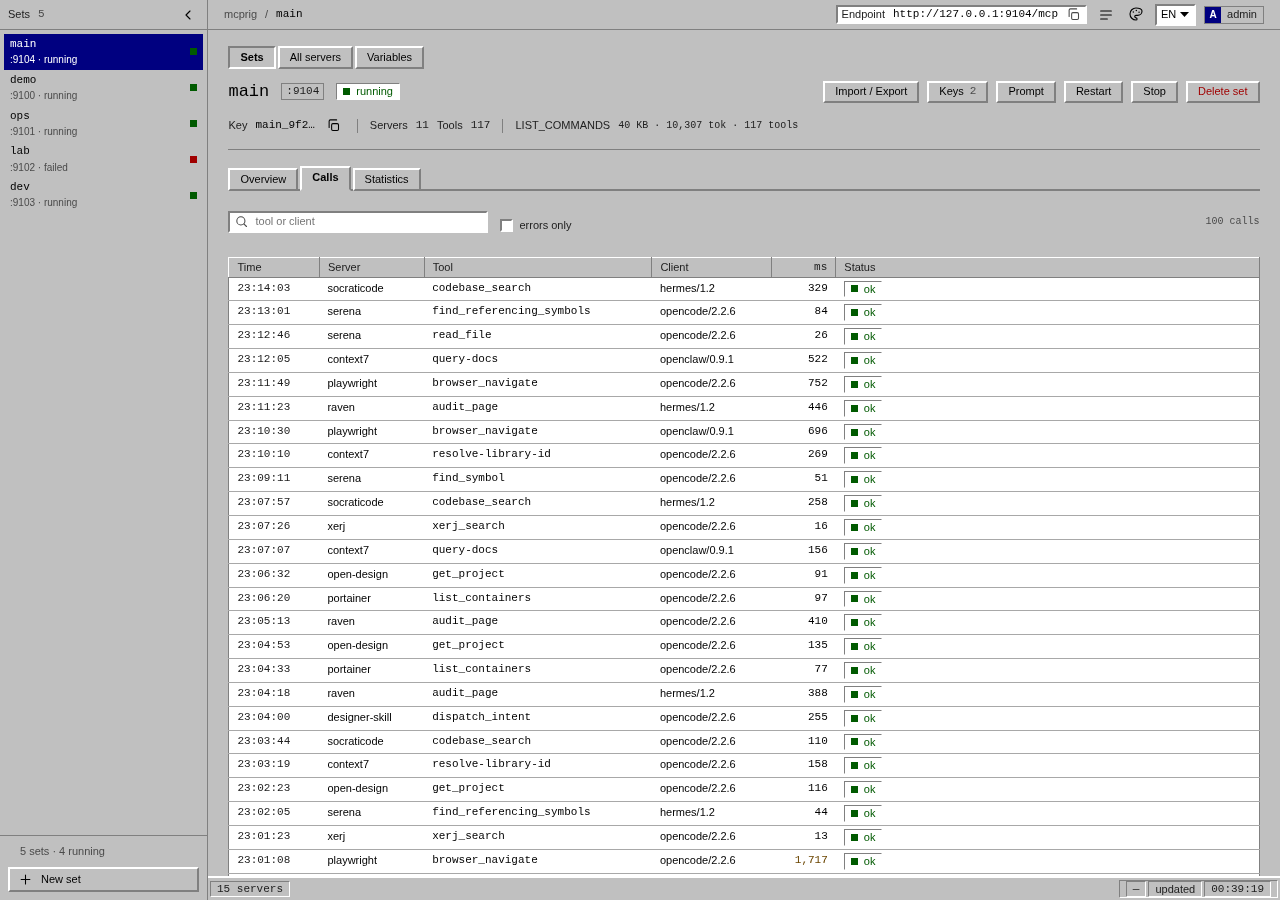 Sets 5
mcprig / main
Endpoint http://127.0.0.1:9104/mcp
EN
A admin
main
:9104 · running
demo
:9100 · running
ops
:9101 · running
lab
:9102 · failed
dev
:9103 · running
5 sets · 4 running
New set
Sets All servers Variables
main :9104 running
Import / Export Keys 2 Prompt Restart Stop Delete set
Key main_9f2… Servers 11 Tools 117 LIST_COMMANDS 40 KB · 10,307 tok · 117 tools
Overview Calls Statistics
tool or client errors only 100 calls
Time Server Tool Client ms Status
23:14:03 socraticode codebase_search hermes/1.2 329 ok
23:13:01 serena find_referencing_symbols opencode/2.2.6 84 ok
23:12:46 serena read_file opencode/2.2.6 26 ok
23:12:05 context7 query-docs openclaw/0.9.1 522 ok
23:11:49 playwright browser_navigate opencode/2.2.6 752 ok
23:11:23 raven audit_page hermes/1.2 446 ok
23:10:30 playwright browser_navigate openclaw/0.9.1 696 ok
23:10:10 context7 resolve-library-id opencode/2.2.6 269 ok
23:09:11 serena find_symbol opencode/2.2.6 51 ok
23:07:57 socraticode codebase_search hermes/1.2 258 ok
23:07:26 xerj xerj_search opencode/2.2.6 16 ok
23:07:07 context7 query-docs openclaw/0.9.1 156 ok
23:06:32 open-design get_project opencode/2.2.6 91 ok
23:06:20 portainer list_containers opencode/2.2.6 97 ok
23:05:13 raven audit_page opencode/2.2.6 410 ok
23:04:53 open-design get_project opencode/2.2.6 135 ok
23:04:33 portainer list_containers opencode/2.2.6 77 ok
23:04:18 raven audit_page hermes/1.2 388 ok
23:04:00 designer-skill dispatch_intent opencode/2.2.6 255 ok
23:03:44 socraticode codebase_search opencode/2.2.6 110 ok
23:03:19 context7 resolve-library-id opencode/2.2.6 158 ok
23:02:23 open-design get_project opencode/2.2.6 116 ok
23:02:05 serena find_referencing_symbols hermes/1.2 44 ok
23:01:23 xerj xerj_search opencode/2.2.6 13 ok
23:01:08 playwright browser_navigate opencode/2.2.6 1,717 ok
15 servers — updated 00:39:19